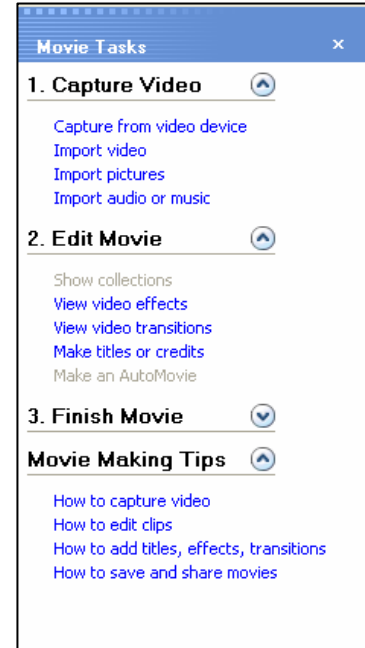 Movie Tasks
1. Capture Video
Capture from video device
Import video
Import pictures
Import audio or music
2. Edit Movie
Show collections
View video effects
View video transitions
Make titles or credits
Make an AutoMovie
3. Finish Movie
Movie Making Tips
How to capture video
How to edit clips
How to add titles, effects, transitions
How to save and share movies